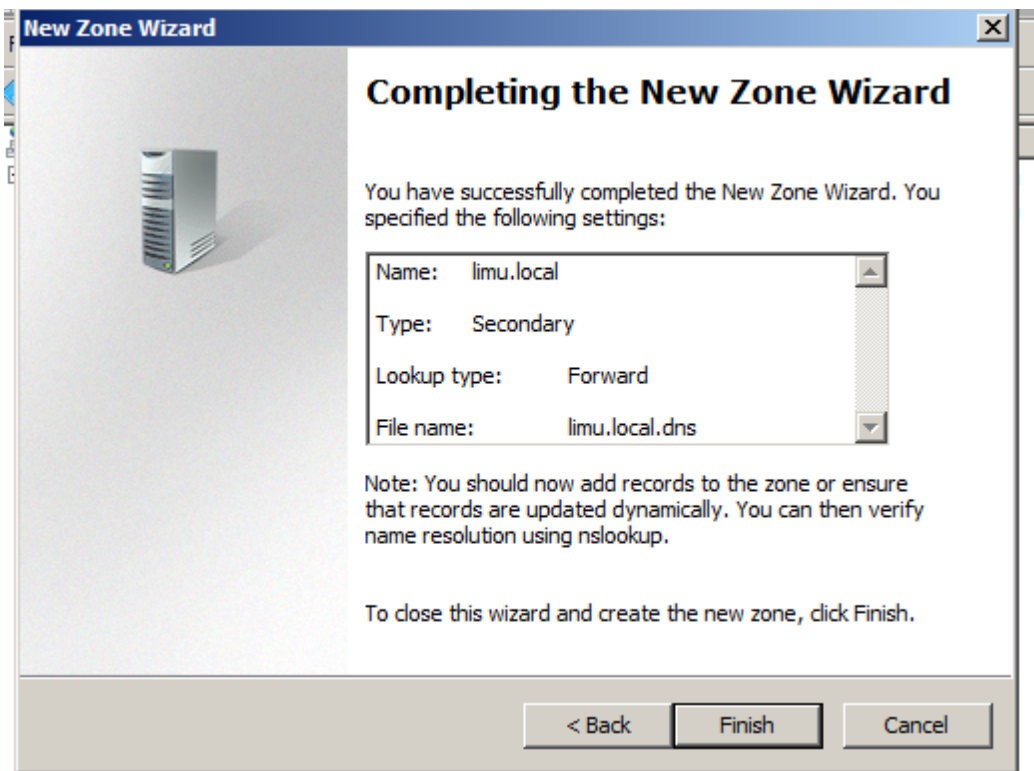 New Zone Wizard
Completing the New Zone Wizard
You have successfully completed the New Zone Wizard. You
specified the following settings:
Name: limu.local
Type: Secondary
Lookup type: Forward
File name: limu.local.dns
Note: You should now add records to the zone or ensure
that records are updated dynamically. You can then verify
name resolution using nslookup.
To close this wizard and create the new zone, click Finish.
< Back Finish Cancel